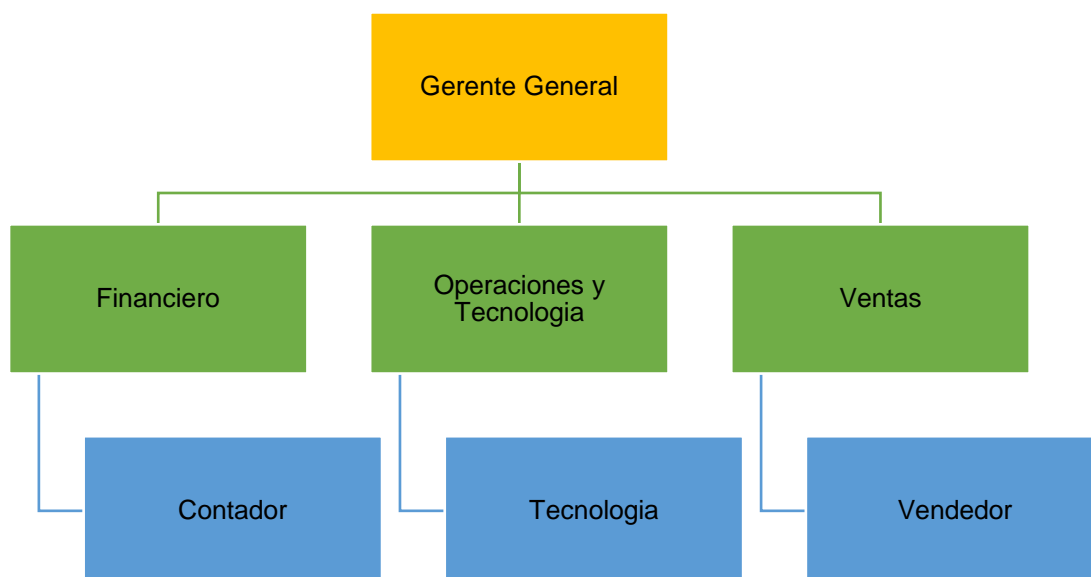 Gerente General
Financiero
Operaciones y
Tecnologia
Ventas
Contador
Tecnologia
Vendedor